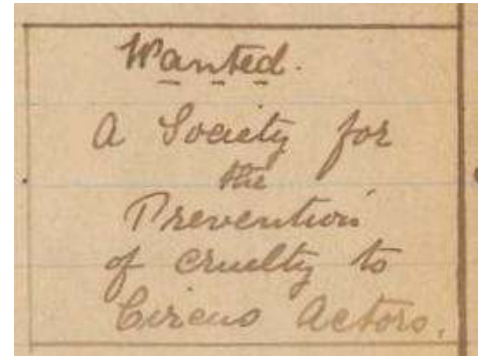 Wanted.
A Society for
the
Prevention
of Cruelty to
Circus Actors.